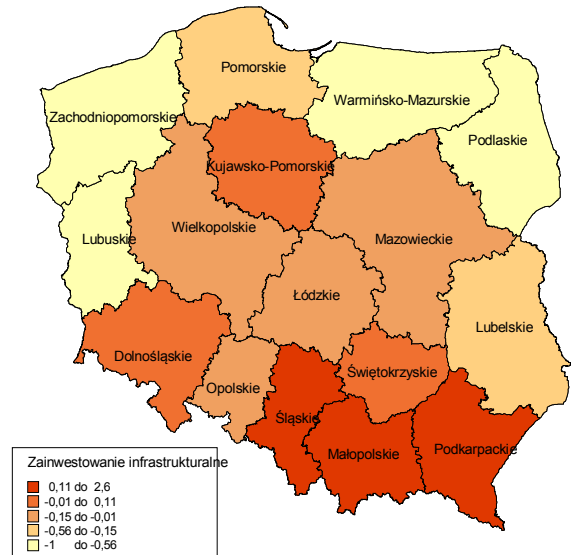 Pomorskie
Warmińsko-Mazurskie
Zachodniopomorskie
Podlaskie
Kujawsko-Pomorskie
Wielkopolskie
Mazowieckie
Lubuskie
Łódzkie
Lubelskie
Dolnośląskie
Świętokrzyskie
Opolskie
Śląskie
Małopolskie
Podkarpackie
Zainwestowanie infrastrukturalne
0,11 do 2,6
-0,01 do 0,11
-0,15 do -0,01
-0,56 do -0,15
-1 do -0,56